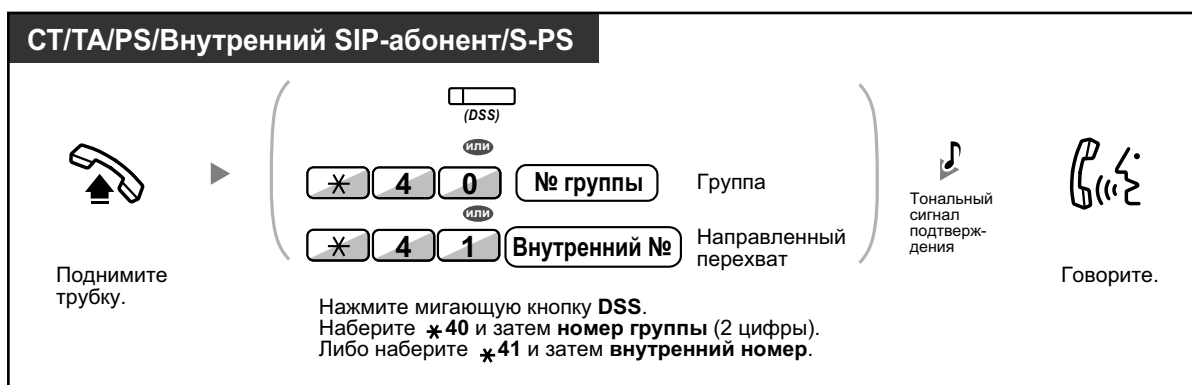 СТ/ТА/PS/Внутренний SIP-абонент/S-PS
(DSS)
или
* 4 0 № группы Группа
или
* 4 1 Внутренний № Направленный
перехват
Тональный
сигнал
подтверж-
дения
Поднимите
трубку.
Говорите.
Нажмите мигающую кнопку DSS.
Наберите *40 и затем номер группы (2 цифры).
Либо наберите *41 и затем внутренний номер.